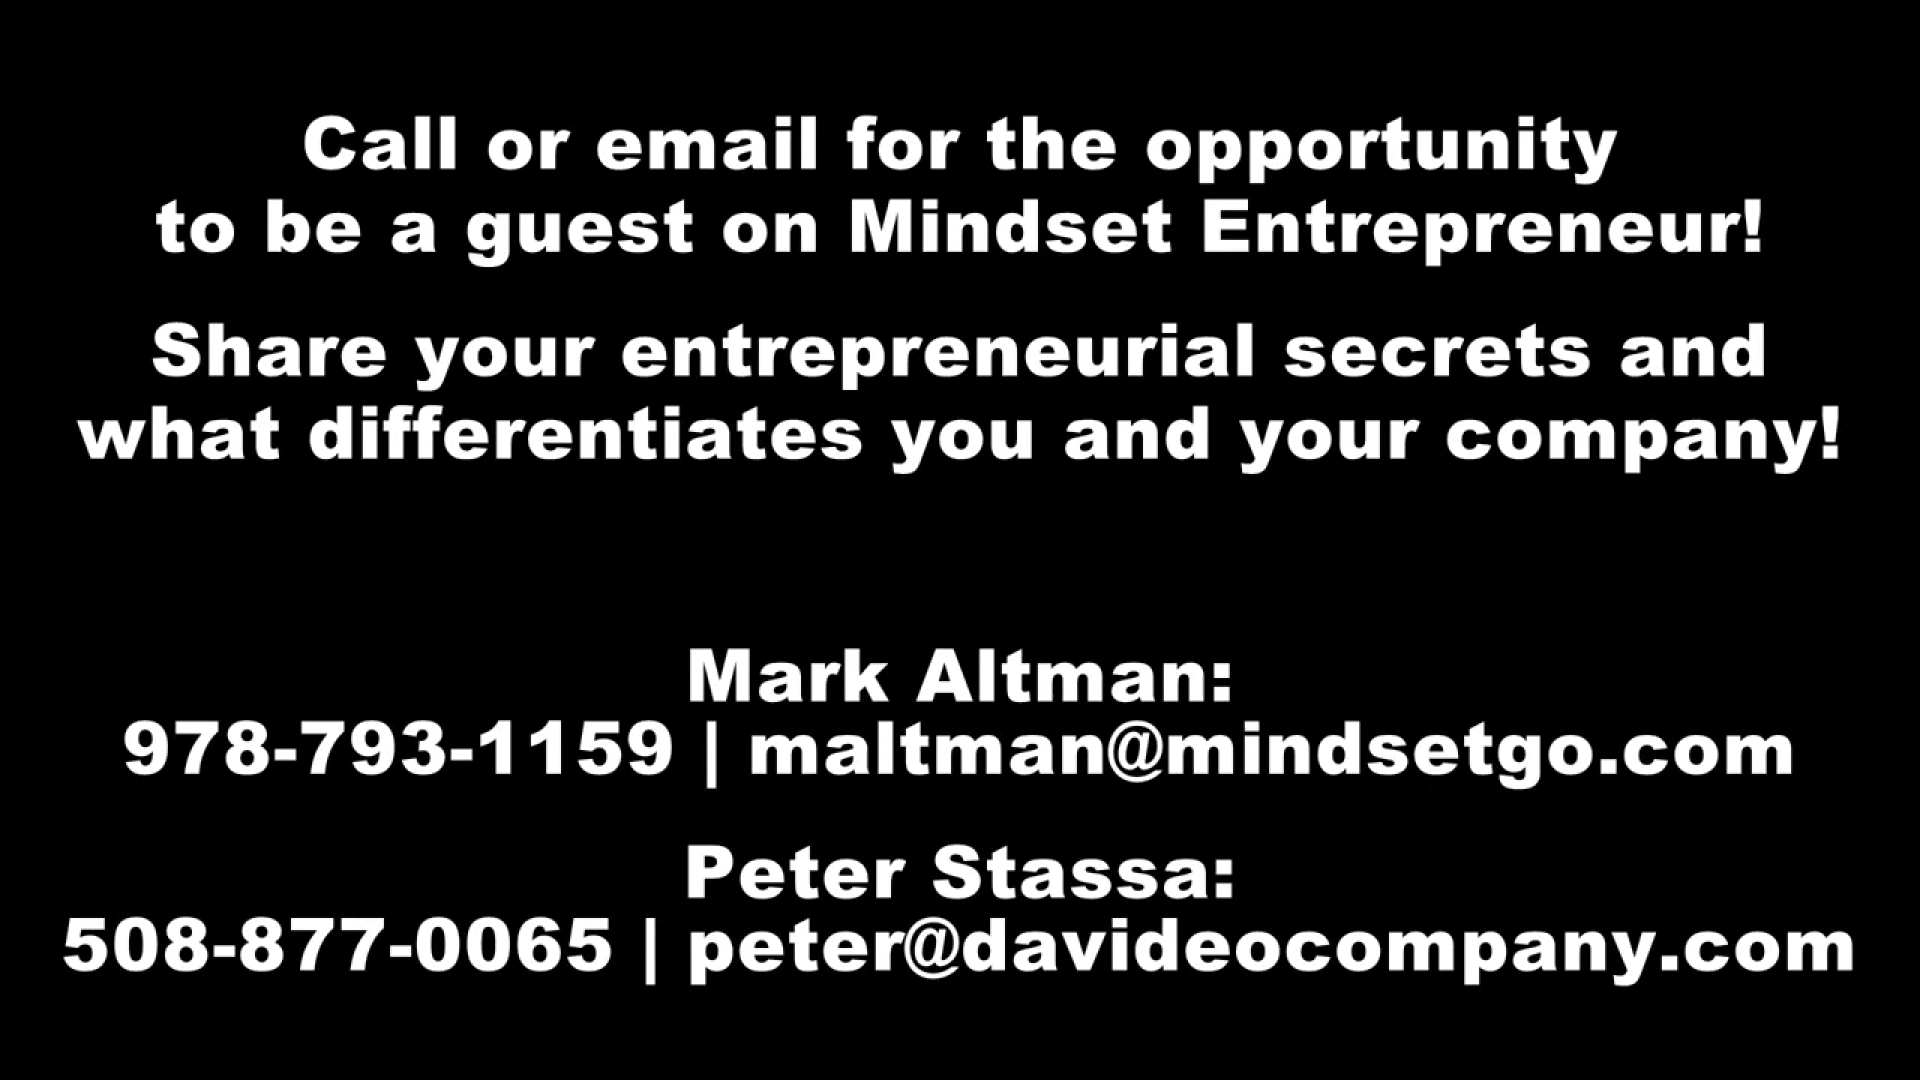 Call or email for the opportunity
to be a guest on Mindset Entrepreneur!
Share your entrepreneurial secrets and
what differentiates you and your company!
Mark Altman:
978-793-1159 | maltman@mindsetgo.com
Peter Stassa:
508-877-0065 | peter@davideocompany.com